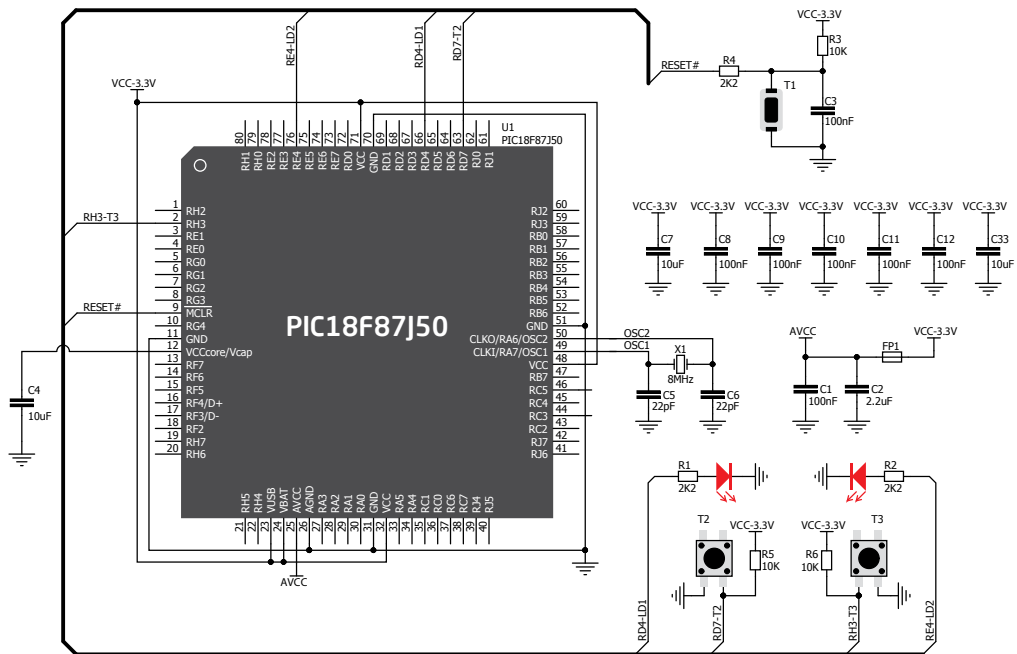 VCC-3.3V
R3
10K
RE4-LD2
RD4-LD1
RD7-T2
RESET#
R4
2K2
T1
C3
100nF
VCC-3.3V
U1
PIC18F87J50
80 79 78 77 76 75 74 73 72 71 70 69 68 67 66 65 64 63 62 61
RH1 RH0 RE2 RE3 RE4 RE5 RE6 RE7 RD0 VCC GND RD1 RD2 RD3 RD4 RD5 RD6 RD7 RJ0 RJ1
RH3-T3
RESET#
1 RH2
2 RH3
3 RE1
4 RE0
5 RG0
6 RG1
7 RG2
8 RG3
9 MCLR
10 RG4
11 GND
12 VCCcore/Vcap
13 RF7
14 RF6
15 RF5
16 RF4/D+
17 RF3/D-
18 RF2
19 RH7
20 RH6
PIC18F87J50
RJ2 60
RJ3 59
RB0 58
RB1 57
RB2 56
RB3 55
RB4 54
RB5 53
RB6 52
GND 51
CLKO/RA6/OSC2 50
CLKI/RA7/OSC1 49
VCC 48
RB7 47
RC5 46
RC4 45
RC3 44
RC2 43
RJ7 42
RJ6 41
RH5 RH4 VUSB VBAT AVCC AGND RA3 RA2 RA1 RA0 GND VCC RA5 RA4 RC1 RC0 RC6 RC7 RJ4 RJ5
21 22 23 24 25 26 27 28 29 30 31 32 33 34 35 36 37 38 39 40
AVCC
C4
10uF
VCC-3.3V VCC-3.3V VCC-3.3V VCC-3.3V VCC-3.3V VCC-3.3V VCC-3.3V
C7 C8 C9 C10 C11 C12 C33
10uF 100nF 100nF 100nF 100nF 100nF 10uF
OSC2
OSC1
X1
8MHz
C5
22pF
C6
22pF
AVCC
VCC-3.3V
FP1
C1
100nF
C2
2.2uF
R1
2K2
R2
2K2
T2
VCC-3.3V
R5
10K
VCC-3.3V
T3
R6
10K
RD4-LD1
RD7-T2
RH3-T3
RE4-LD2